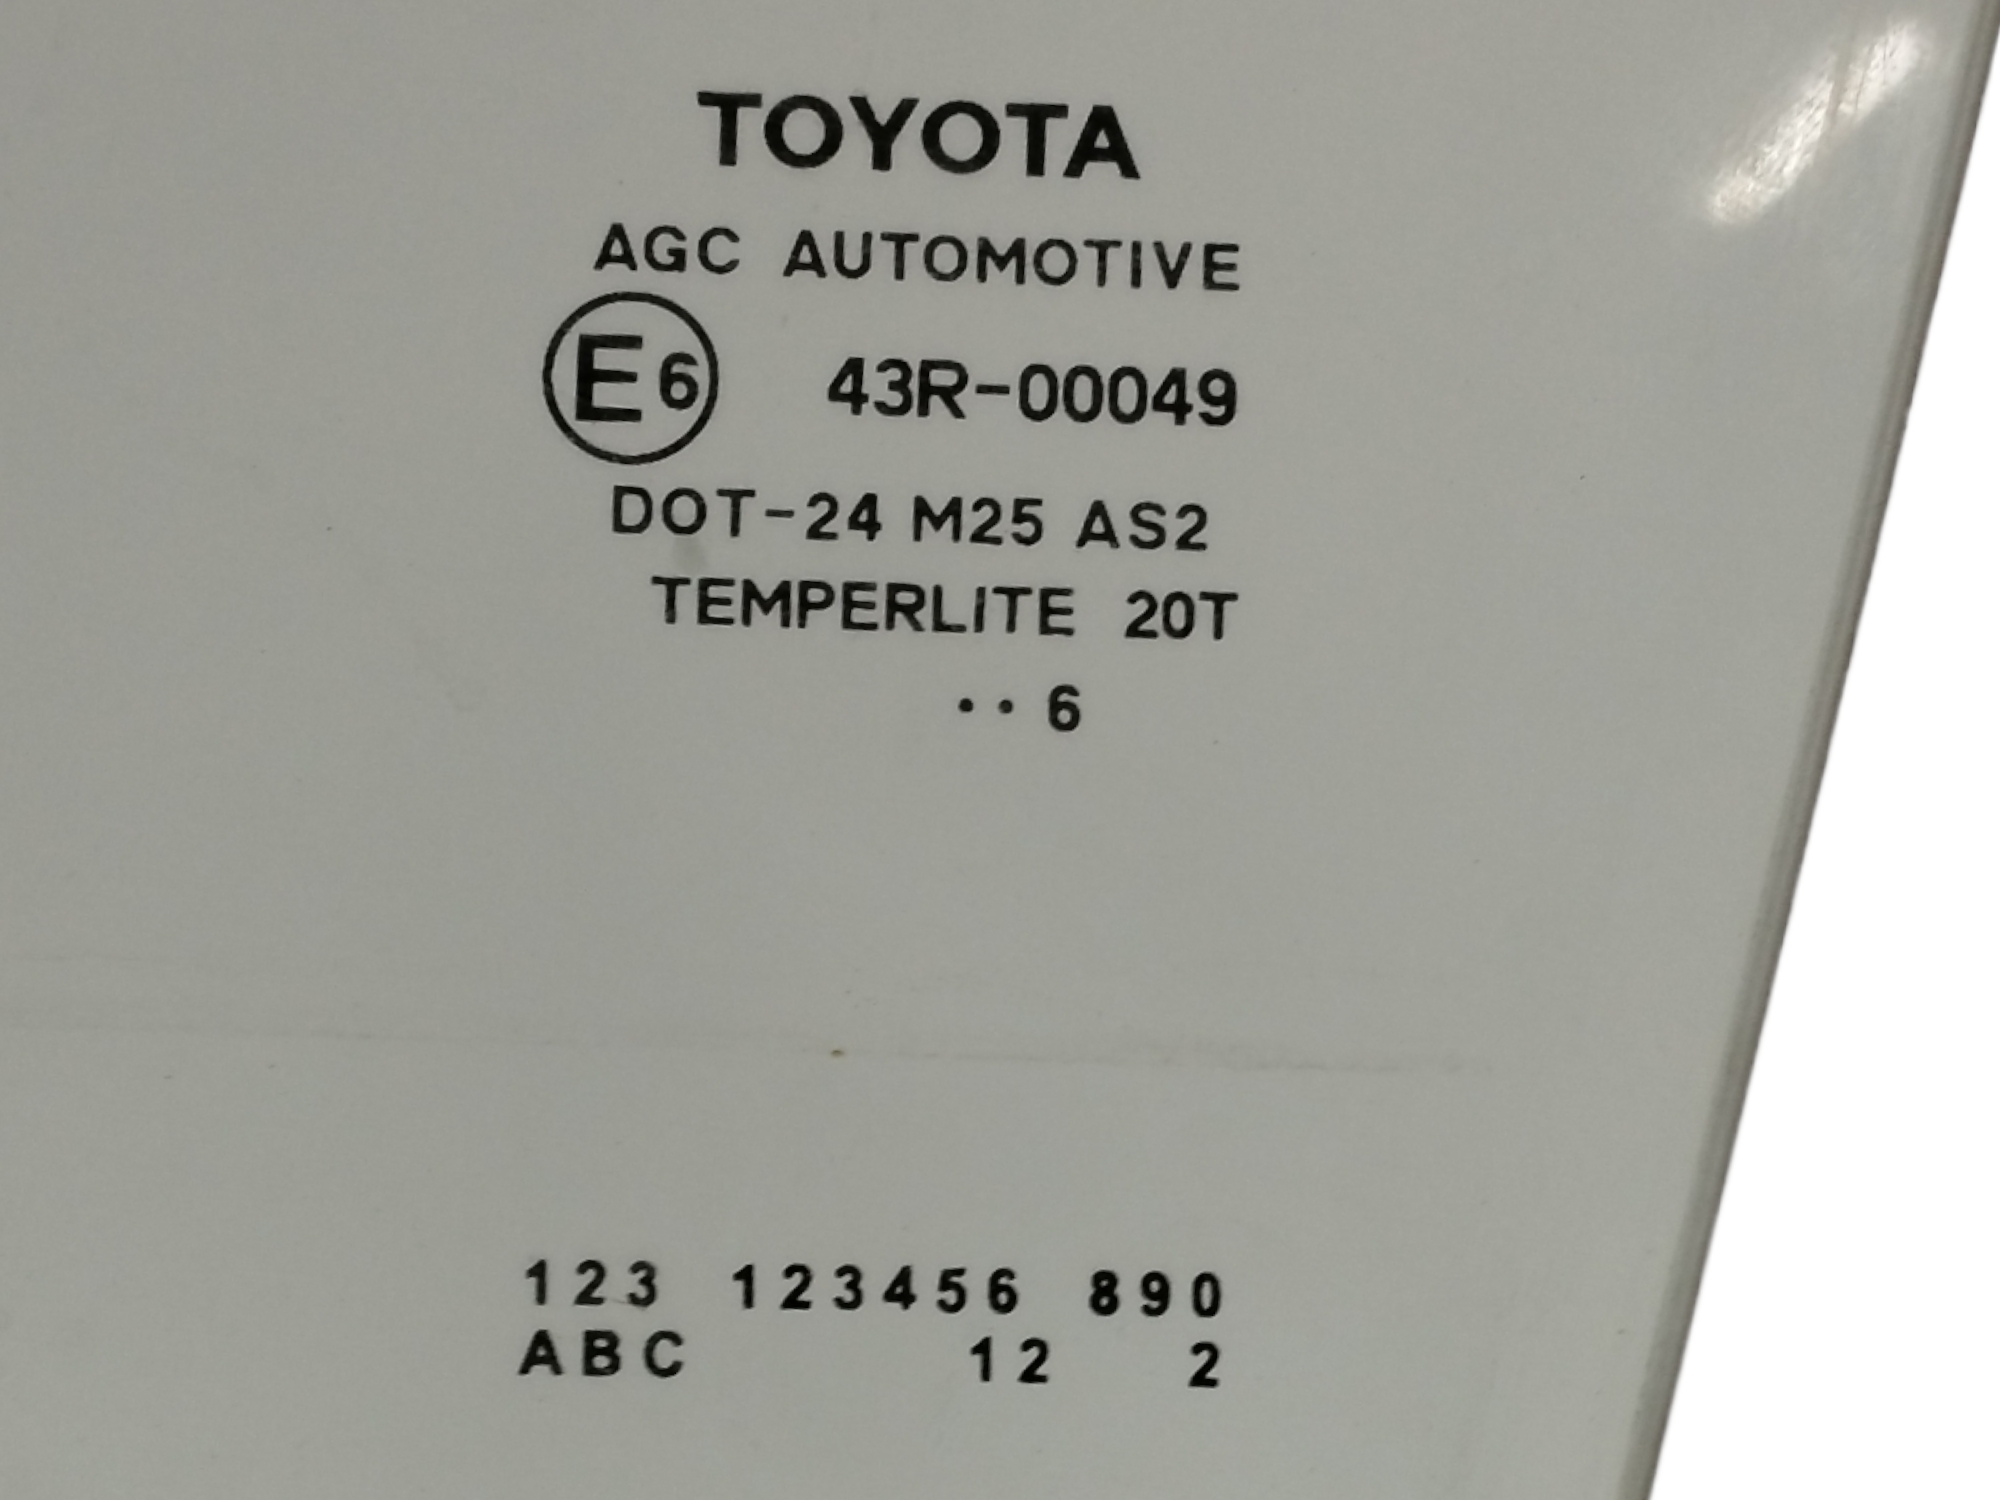 TOYOTA
AGC AUTOMOTIVE
E6 43R-00049
DOT-24 M25 AS2
TEMPERLITE 20T
··6
123 123456 890
ABC 12 2